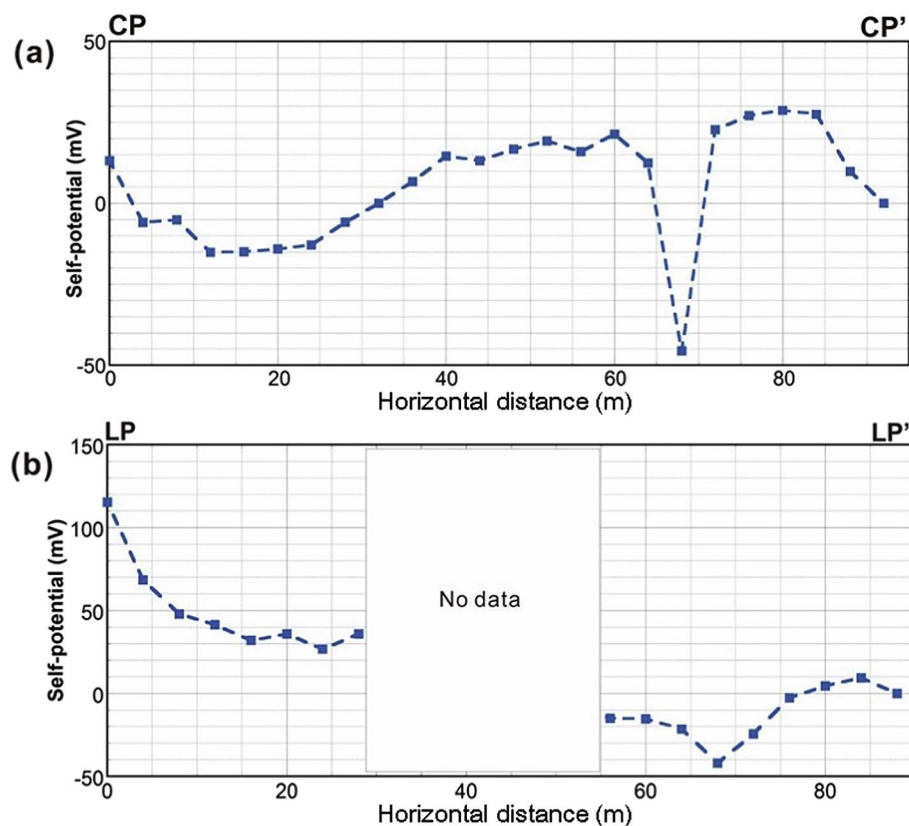 CP CP’
(a)
50
0
-50
Self-potential (mV)
0 20 40 60 80
Horizontal distance (m)
LP LP’
(b)
150
100
50
0
-50
Self-potential (mV)
No data
0 20 40 60 80
Horizontal distance (m)